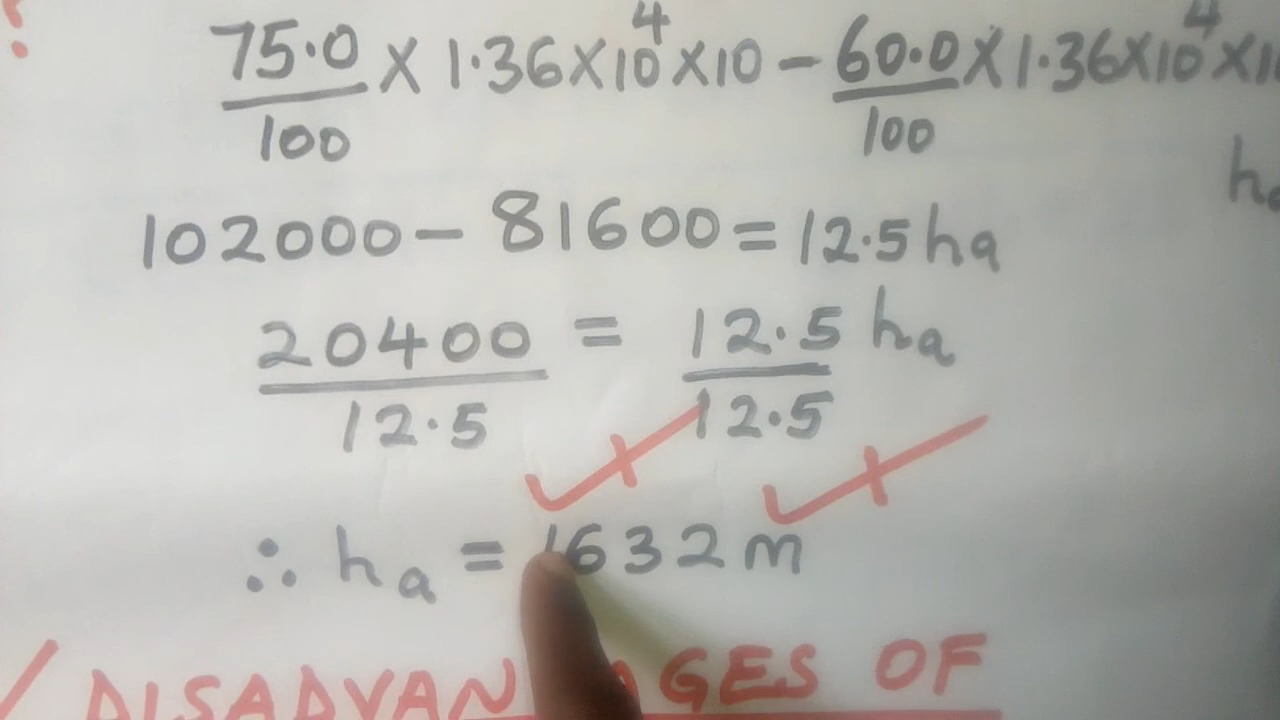 ?
75.0/100 × 1.36×10⁴×10 − 60.0/100 × 1.36×10⁴×1
h
102000 − 81600 = 12.5 hₐ
20400/12.5 = 12.5 hₐ/12.5
∴ hₐ = 1632 m
DISADVAN GES OF